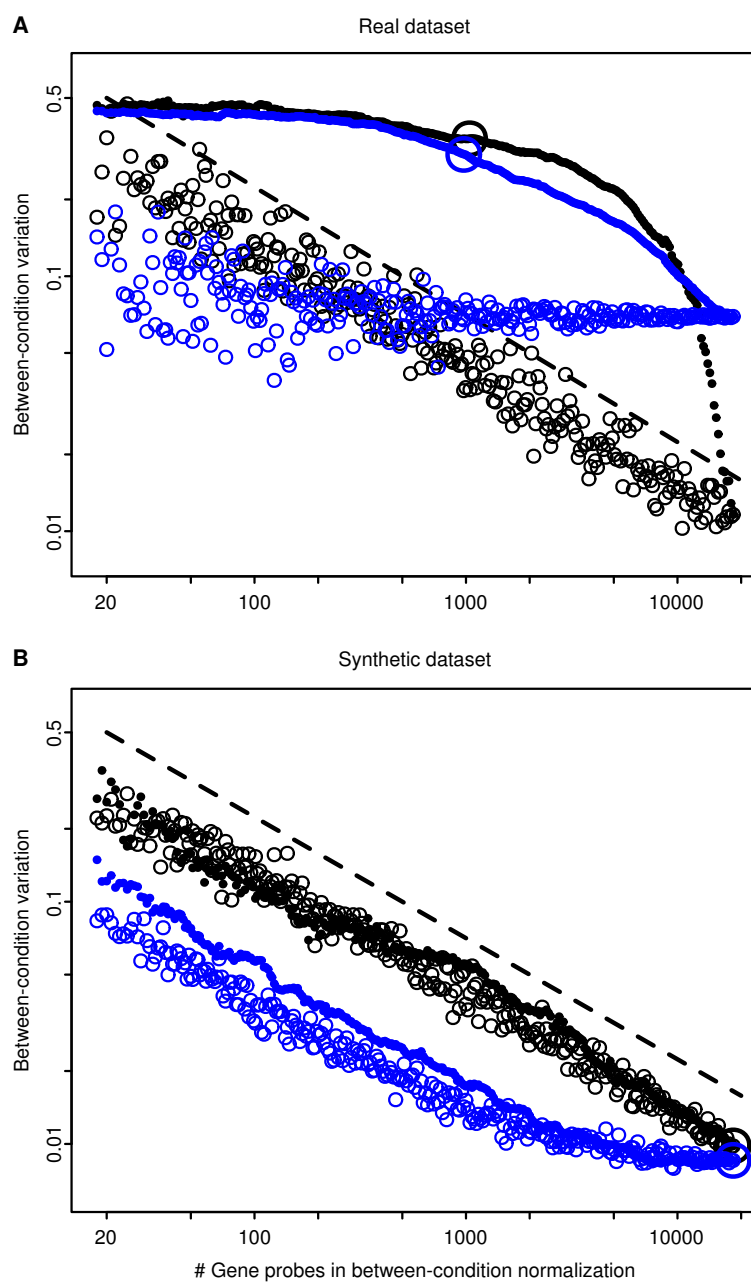 A
Real dataset
Between-condition variation
0.5
0.1
0.01
20 100 1000 10000
B
Synthetic dataset
Between-condition variation
0.5
0.1
0.01
20 100 1000 10000
# Gene probes in between-condition normalization